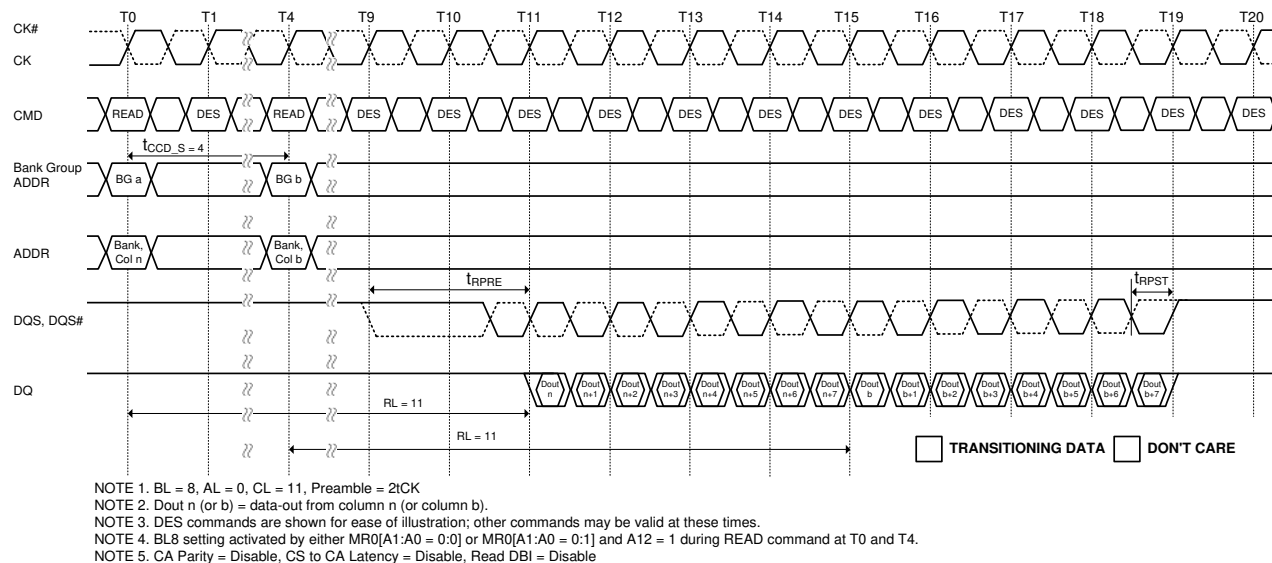 T0 T1 T4 T9 T10 T11 T12 T13 T14 T15 T16 T17 T18 T19 T20
CK#
CK
CMD READ DES READ DES DES DES DES DES DES DES DES DES DES DES DES
tCCD_S = 4
Bank Group
ADDR
BG a BG b
ADDR
Bank,
Col n
Bank,
Col b
tRPRE
tRPST
DQS, DQS#
DQ
Dout
n
Dout
n+1
Dout
n+2
Dout
n+3
Dout
n+4
Dout
n+5
Dout
n+6
Dout
n+7
Dout
b
Dout
b+1
Dout
b+2
Dout
b+3
Dout
b+4
Dout
b+5
Dout
b+6
Dout
b+7
RL = 11
RL = 11
TRANSITIONING DATA DON'T CARE
NOTE 1. BL = 8, AL = 0, CL = 11, Preamble = 2tCK
NOTE 2. Dout n (or b) = data-out from column n (or column b).
NOTE 3. DES commands are shown for ease of illustration; other commands may be valid at these times.
NOTE 4. BL8 setting activated by either MR0[A1:A0 = 0:0] or MR0[A1:A0 = 0:1] and A12 = 1 during READ command at T0 and T4.
NOTE 5. CA Parity = Disable, CS to CA Latency = Disable, Read DBI = Disable